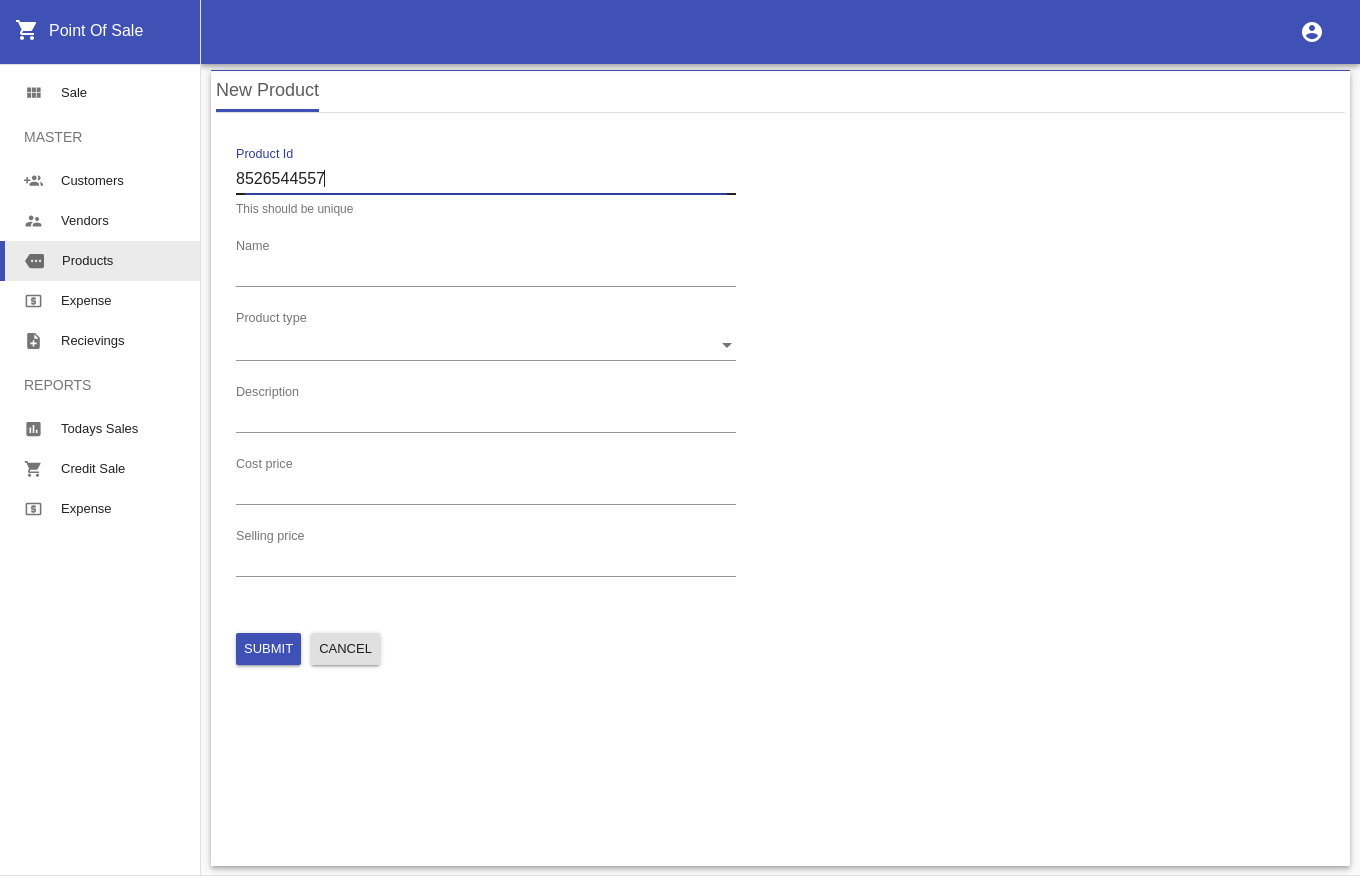 Point Of Sale
Sale
MASTER
Customers
Vendors
Products
Expense
Recievings
REPORTS
Todays Sales
Credit Sale
Expense
New Product
Product Id
8526544557
This should be unique
Name
Product type
Description
Cost price
Selling price
SUBMIT CANCEL